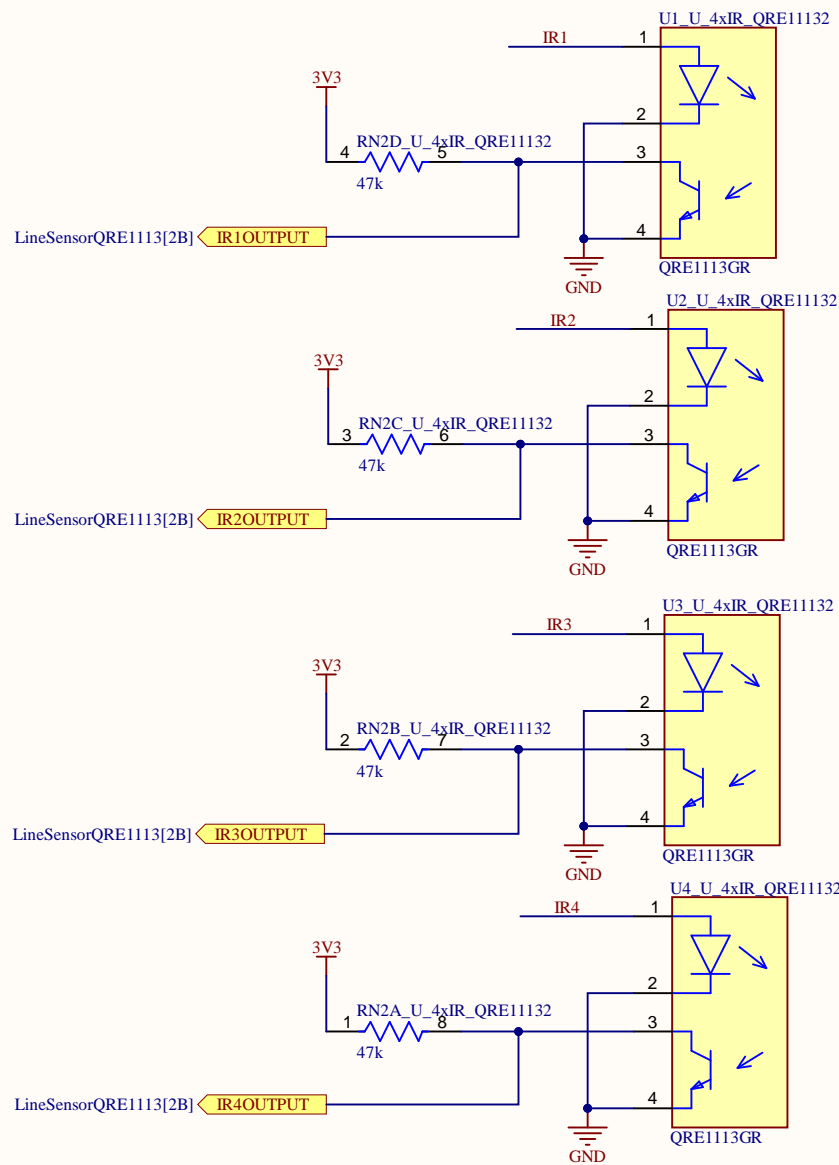 U1_U_4xIR_QRE11132
IR1
1
3V3
2
RN2D_U_4xIR_QRE11132
4
5
3
47k
LineSensorQRE1113[2B]
IR1OUTPUT
4
GND
QRE1113GR
U2_U_4xIR_QRE11132
IR2
1
3V3
2
RN2C_U_4xIR_QRE11132
3
6
3
47k
LineSensorQRE1113[2B]
IR2OUTPUT
4
GND
QRE1113GR
U3_U_4xIR_QRE11132
IR3
1
3V3
2
RN2B_U_4xIR_QRE11132
2
7
3
47k
LineSensorQRE1113[2B]
IR3OUTPUT
4
GND
QRE1113GR
U4_U_4xIR_QRE11132
IR4
1
3V3
2
RN2A_U_4xIR_QRE11132
1
8
3
47k
LineSensorQRE1113[2B]
IR4OUTPUT
4
GND
QRE1113GR